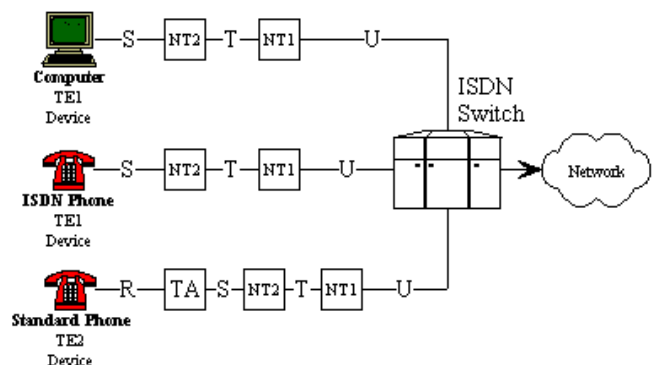 S NT2 T NT1 U
Computer
TE1
Device
ISDN
Switch
S NT2 T NT1 U
Network
ISDN Phone
TE1
Device
R TA S NT2 T NT1 U
Standard Phone
TE2
Device